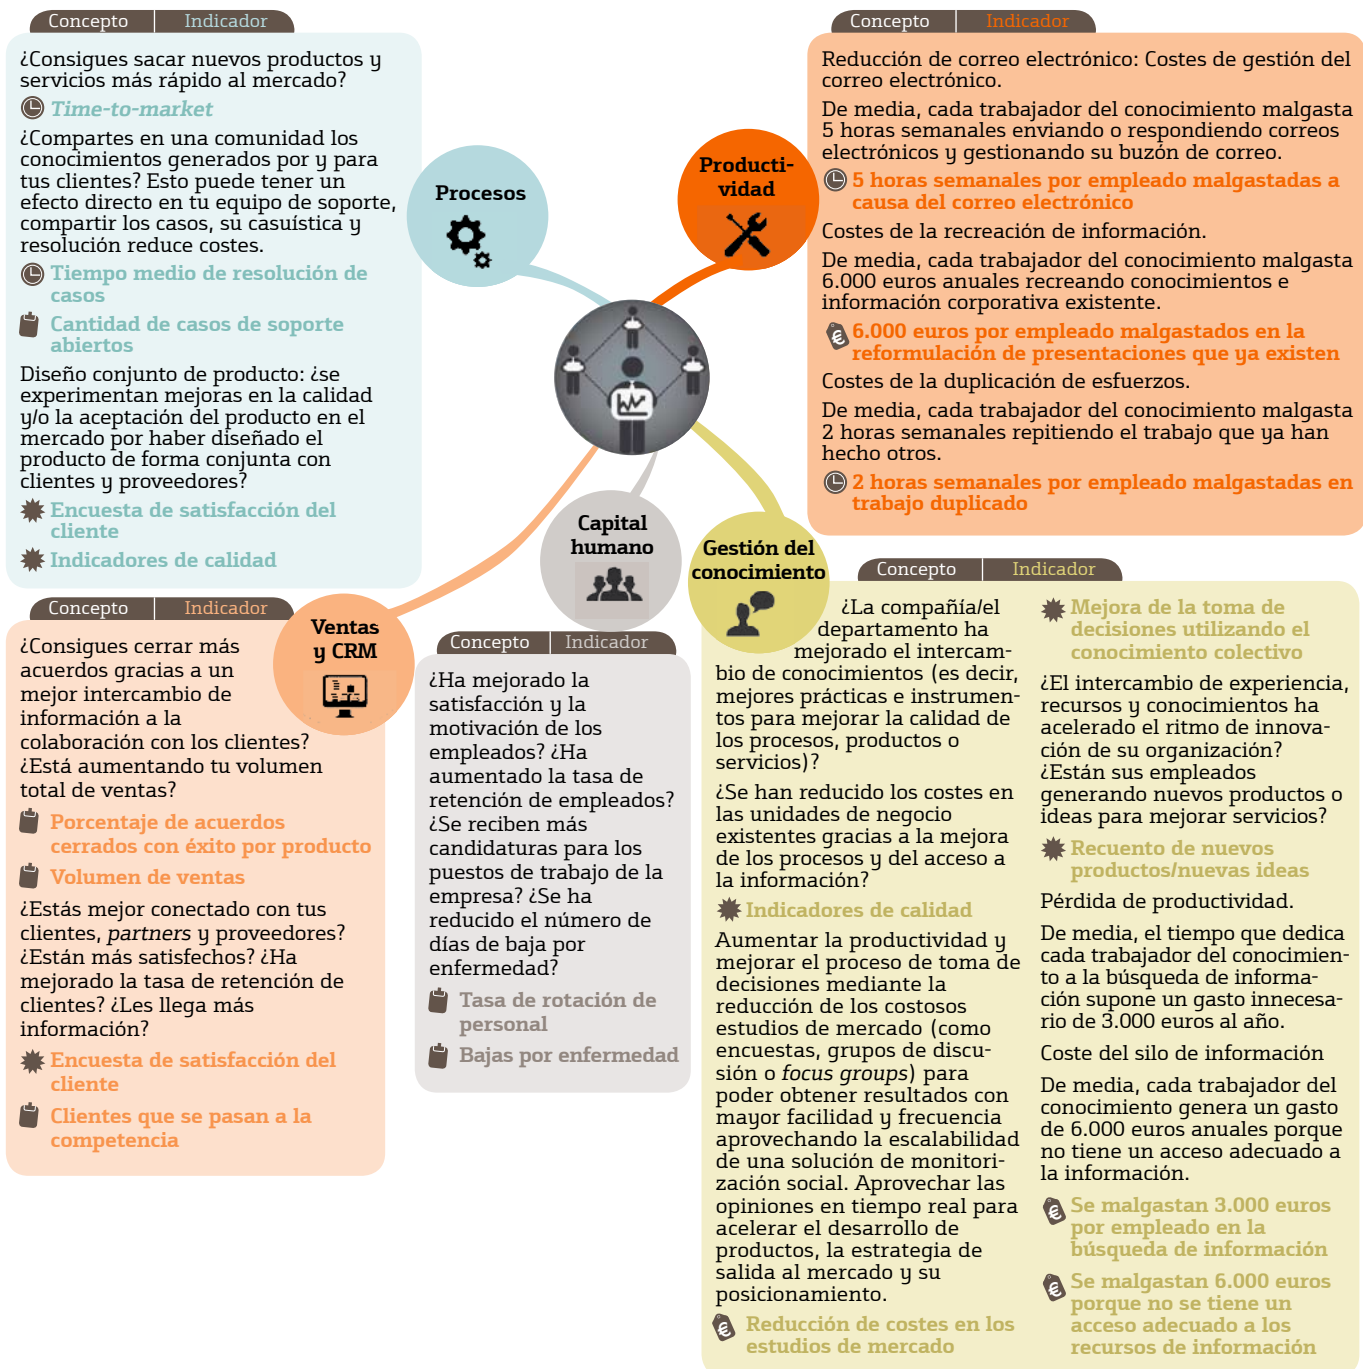 Concepto Indicador
¿Consigues sacar nuevos productos y
servicios más rápido al mercado?
Time-to-market
¿Compartes en una comunidad los
conocimientos generados por y para
tus clientes? Esto puede tener un
efecto directo en tu equipo de soporte,
compartir los casos, su casuística y
resolución reduce costes.
Tiempo medio de resolución de
casos
Cantidad de casos de soporte
abiertos
Diseño conjunto de producto: ¿se
experimentan mejoras en la calidad
y/o la aceptación del producto en el
mercado por haber diseñado el
producto de forma conjunta con
clientes y proveedores?
Encuesta de satisfacción del
cliente
Indicadores de calidad
Procesos
Producti-
vidad
Concepto Indicador
Reducción de correo electrónico: Costes de gestión del
correo electrónico.
De media, cada trabajador del conocimiento malgasta
5 horas semanales enviando o respondiendo correos
electrónicos y gestionando su buzón de correo.
5 horas semanales por empleado malgastadas a
causa del correo electrónico
Costes de la recreación de información.
De media, cada trabajador del conocimiento malgasta
6.000 euros anuales recreando conocimientos e
información corporativa existente.
€ 6.000 euros por empleado malgastados en la
reformulación de presentaciones que ya existen
Costes de la duplicación de esfuerzos.
De media, cada trabajador del conocimiento malgasta
2 horas semanales repitiendo el trabajo que ya han
hecho otros.
2 horas semanales por empleado malgastadas en
trabajo duplicado
Concepto Indicador
Ventas
y CRM
¿Consigues cerrar más
acuerdos gracias a un
mejor intercambio de
información a la
colaboración con los clientes?
¿Está aumentando tu volumen
total de ventas?
Porcentaje de acuerdos
cerrados con éxito por producto
Volumen de ventas
¿Estás mejor conectado con tus
clientes, partners y proveedores?
¿Están más satisfechos? ¿Ha
mejorado la tasa de retención de
clientes? ¿Les llega más
información?
Encuesta de satisfacción del
cliente
Clientes que se pasan a la
competencia
Capital
humano
Concepto Indicador
¿Ha mejorado la
satisfacción y la
motivación de los
empleados? ¿Ha
aumentado la tasa de
retención de empleados?
¿Se reciben más
candidaturas para los
puestos de trabajo de la
empresa? ¿Se ha
reducido el número de
días de baja por
enfermedad?
Tasa de rotación de
personal
Bajas por enfermedad
Gestión del
conocimiento
Concepto Indicador
¿La compañía/el
departamento ha
mejorado el intercam-
bio de conocimientos (es decir,
mejores prácticas e instrumen-
tos para mejorar la calidad de
los procesos, productos o
servicios)?
¿Se han reducido los costes en
las unidades de negocio
existentes gracias a la mejora
de los procesos y del acceso a
la información?
Indicadores de calidad
Aumentar la productividad y
mejorar el proceso de toma de
decisiones mediante la
reducción de los costosos
estudios de mercado (como
encuestas, grupos de discu-
sión o focus groups) para
poder obtener resultados con
mayor facilidad y frecuencia
aprovechando la escalabilidad
de una solución de monitori-
zación social. Aprovechar las
opiniones en tiempo real para
acelerar el desarrollo de
productos, la estrategia de
salida al mercado y su
posicionamiento.
€ Reducción de costes en los
estudios de mercado
Mejora de la toma de
decisiones utilizando el
conocimiento colectivo
¿El intercambio de experiencia,
recursos y conocimientos ha
acelerado el ritmo de innova-
ción de su organización?
¿Están sus empleados
generando nuevos productos o
ideas para mejorar servicios?
Recuento de nuevos
productos/nuevas ideas
Pérdida de productividad.
De media, el tiempo que dedica
cada trabajador del conocimien-
to a la búsqueda de informa-
ción supone un gasto innecesa-
rio de 3.000 euros al año.
Coste del silo de información
De media, cada trabajador del
conocimiento genera un gasto
de 6.000 euros anuales porque
no tiene un acceso adecuado a
la información.
€ Se malgastan 3.000 euros
por empleado en la
búsqueda de información
€ Se malgastan 6.000 euros
porque no se tiene un
acceso adecuado a los
recursos de información